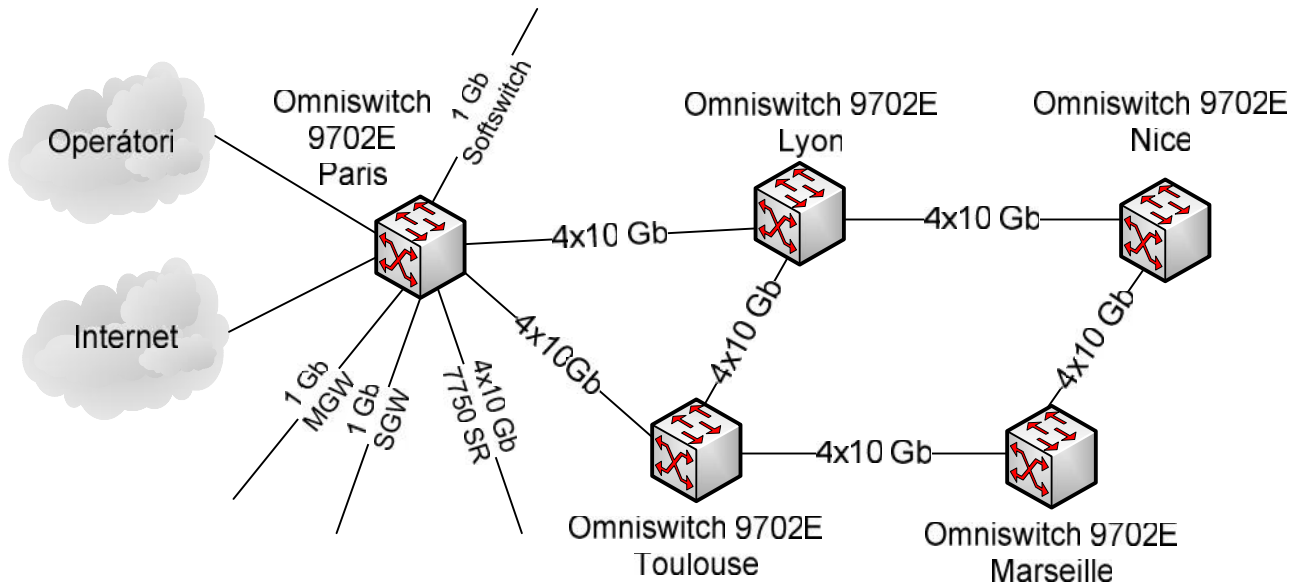 Operátori
Internet
Omniswitch
9702E
Paris
1 Gb
Softswitch
Omniswitch 9702E
Lyon
Omniswitch 9702E
Nice
4x10 Gb
4x10 Gb
4x10Gb
4x10 Gb
4x10 Gb
1 Gb
MGW
1 Gb
SGW
4x10 Gb
7750 SR
4x10 Gb
Omniswitch 9702E
Toulouse
Omniswitch 9702E
Marseille